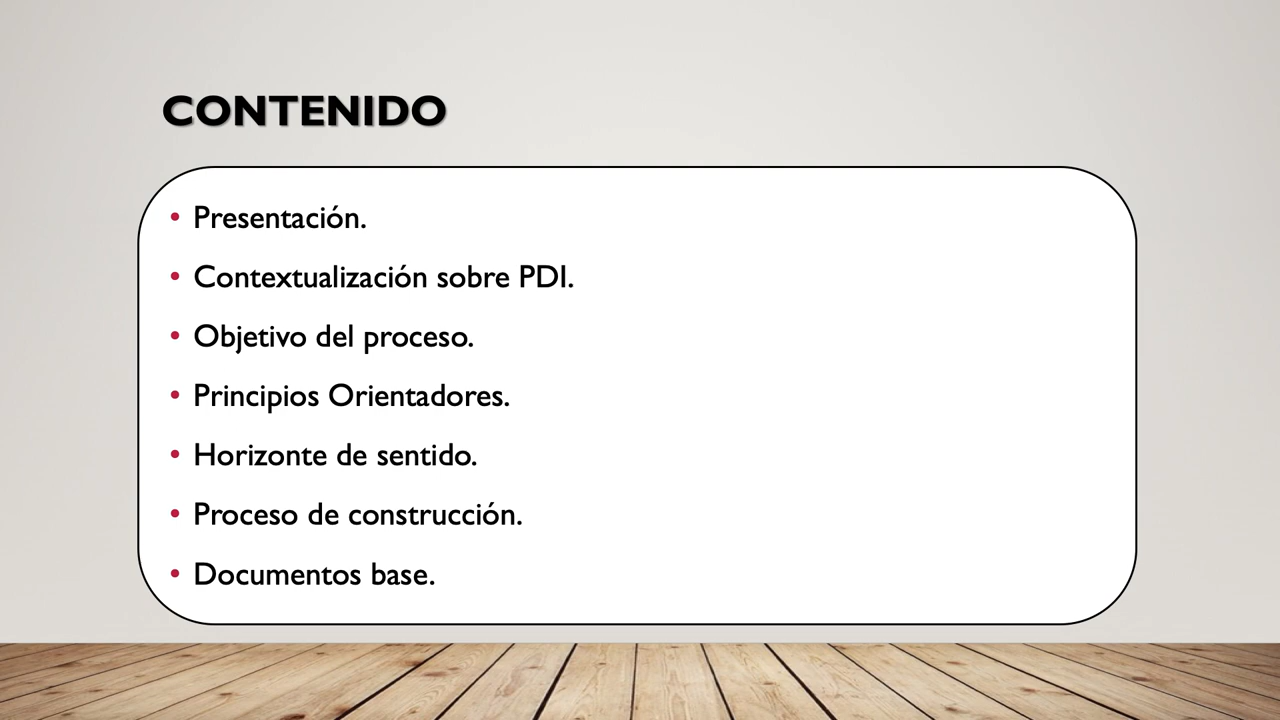 CONTENIDO
• Presentación.
• Contextualización sobre PDI.
• Objetivo del proceso.
• Principios Orientadores.
• Horizonte de sentido.
• Proceso de construcción.
• Documentos base.